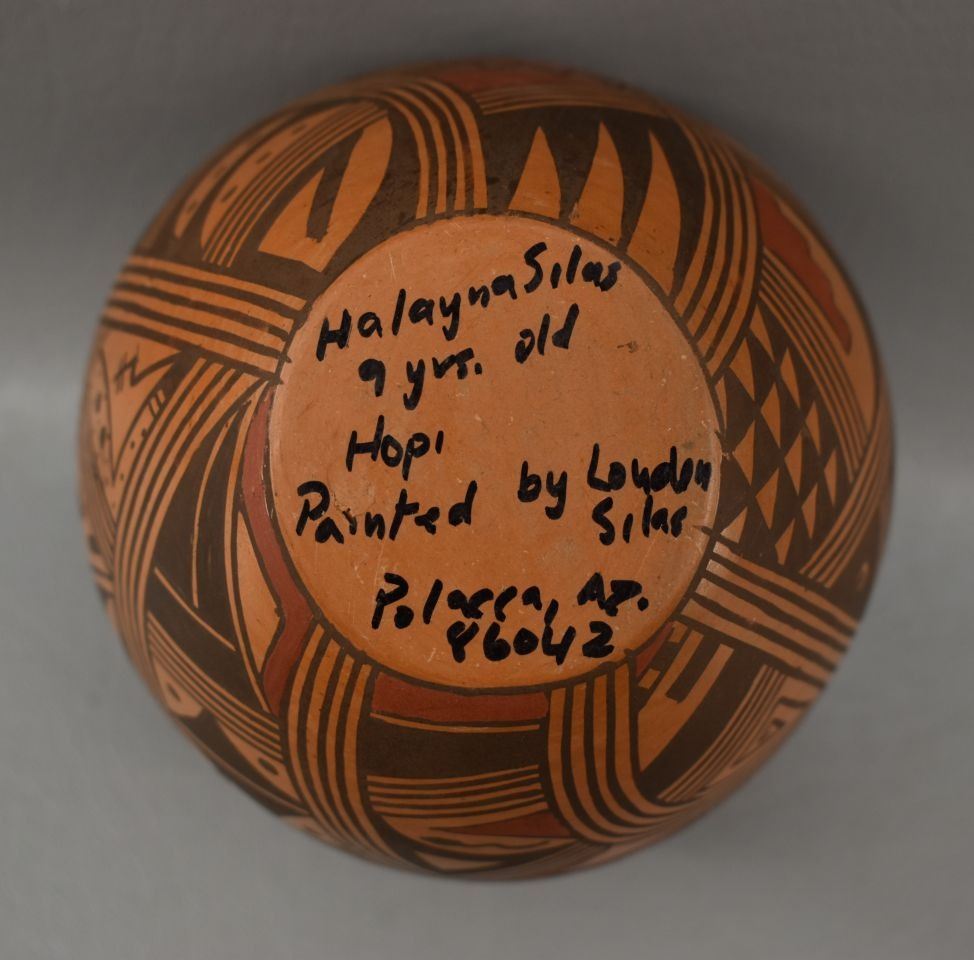 Halayna Silas
9 yrs. old
Hopi
Painted by Loudon
Silas
Polacca, Az.
86042